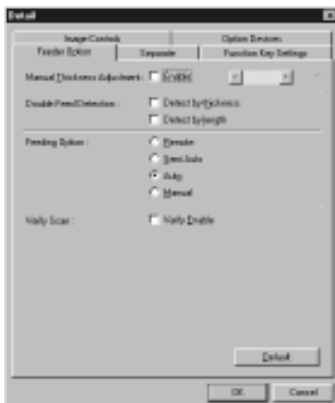 Detail
Image Controls Option Devices
Feeder Option Separate Function Key Settings
Manual Thickness Adjustment: Enable
Double Feed Detection : Detect by thickness
Detect by length
Feeding Option : Remote
Semi Auto
Auto
Manual
Verify Scan : Verify Enable
Default
OK Cancel